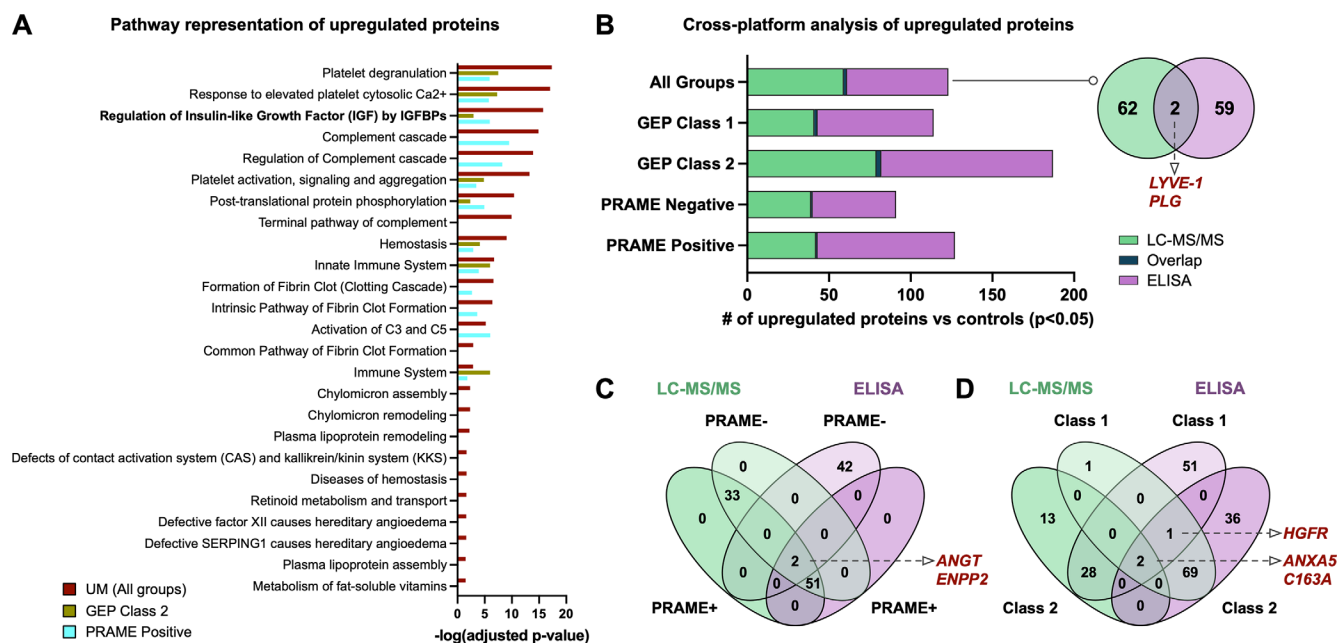 A
Pathway representation of upregulated proteins
Platelet degranulation
Response to elevated platelet cytosolic Ca2+
Regulation of Insulin-like Growth Factor (IGF) by IGFBPs
Complement cascade
Regulation of Complement cascade
Platelet activation, signaling and aggregation
Post-translational protein phosphorylation
Terminal pathway of complement
Hemostasis
Innate Immune System
Formation of Fibrin Clot (Clotting Cascade)
Intrinsic Pathway of Fibrin Clot Formation
Activation of C3 and C5
Common Pathway of Fibrin Clot Formation
Immune System
Chylomicron assembly
Chylomicron remodeling
Plasma lipoprotein remodeling
Defects of contact activation system (CAS) and kallikrein/kinin system (KKS)
Diseases of hemostasis
Retinoid metabolism and transport
Defective factor XII causes hereditary angioedema
Defective SERPING1 causes hereditary angioedema
Plasma lipoprotein assembly
Metabolism of fat-soluble vitamins
UM (All groups)
GEP Class 2
PRAME Positive
0 5 10 15 20
-log(adjusted p-value)
B
Cross-platform analysis of upregulated proteins
All Groups
GEP Class 1
GEP Class 2
PRAME Negative
PRAME Positive
0 50 100 150 200
# of upregulated proteins vs controls (p<0.05)
62 2 59
LYVE-1
PLG
LC-MS/MS
Overlap
ELISA
C
LC-MS/MS ELISA
PRAME- PRAME-
0 42
33 0 0
0 0 0 0
2
0 0 51 0
0
PRAME+ PRAME+
ANGT
ENPP2
D
LC-MS/MS ELISA
Class 1 Class 1
1 51
0 0 0
13 0 1 36
2
28 0 0 69
0
Class 2 Class 2
HGFR
ANXA5
C163A